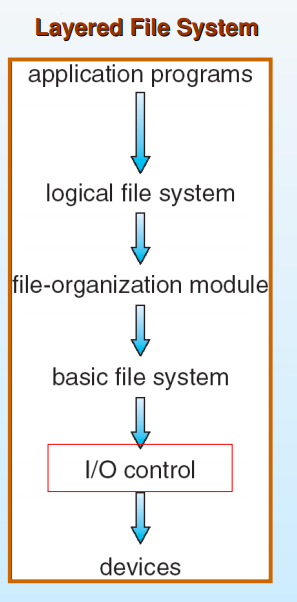 Layered File System
application programs
logical file system
file-organization module
basic file system
I/O control
devices